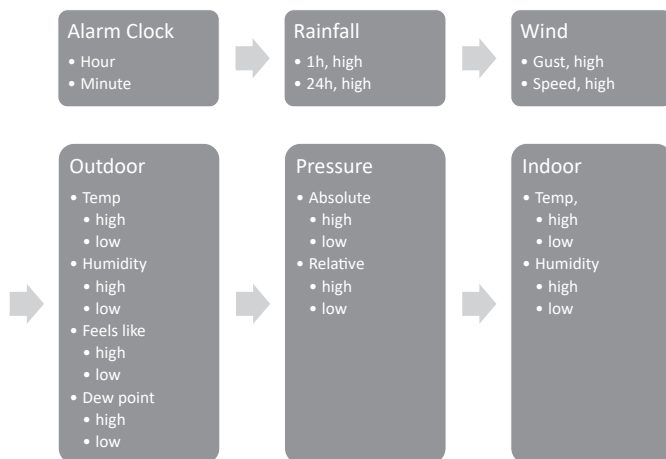 Alarm Clock
• Hour
• Minute
Rainfall
• 1h, high
• 24h, high
Wind
• Gust, high
• Speed, high
Outdoor
• Temp
• high
• low
• Humidity
• high
• low
• Feels like
• high
• low
• Dew point
• high
• low
Pressure
• Absolute
• high
• low
• Relative
• high
• low
Indoor
• Temp,
• high
• low
• Humidity
• high
• low